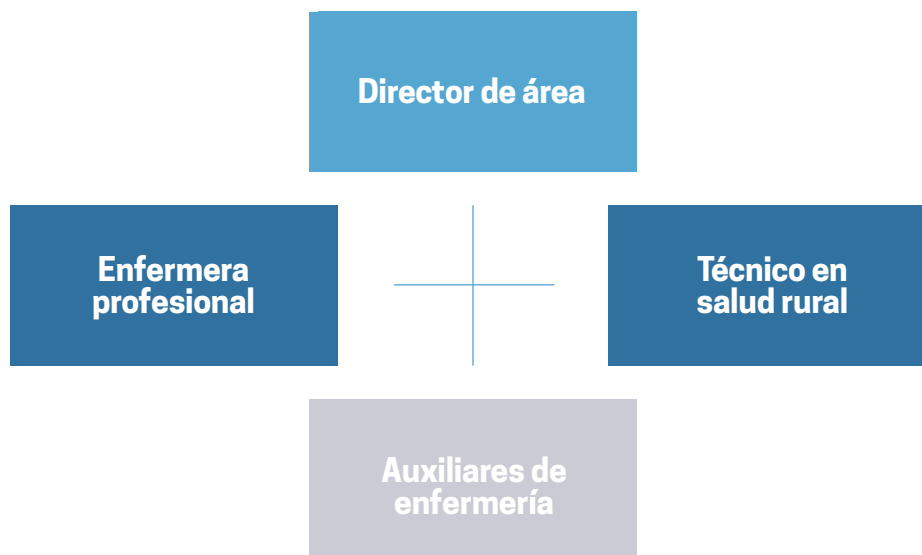 Director de área
Enfermera
profesional
Técnico en
salud rural
Auxiliares de
enfermería